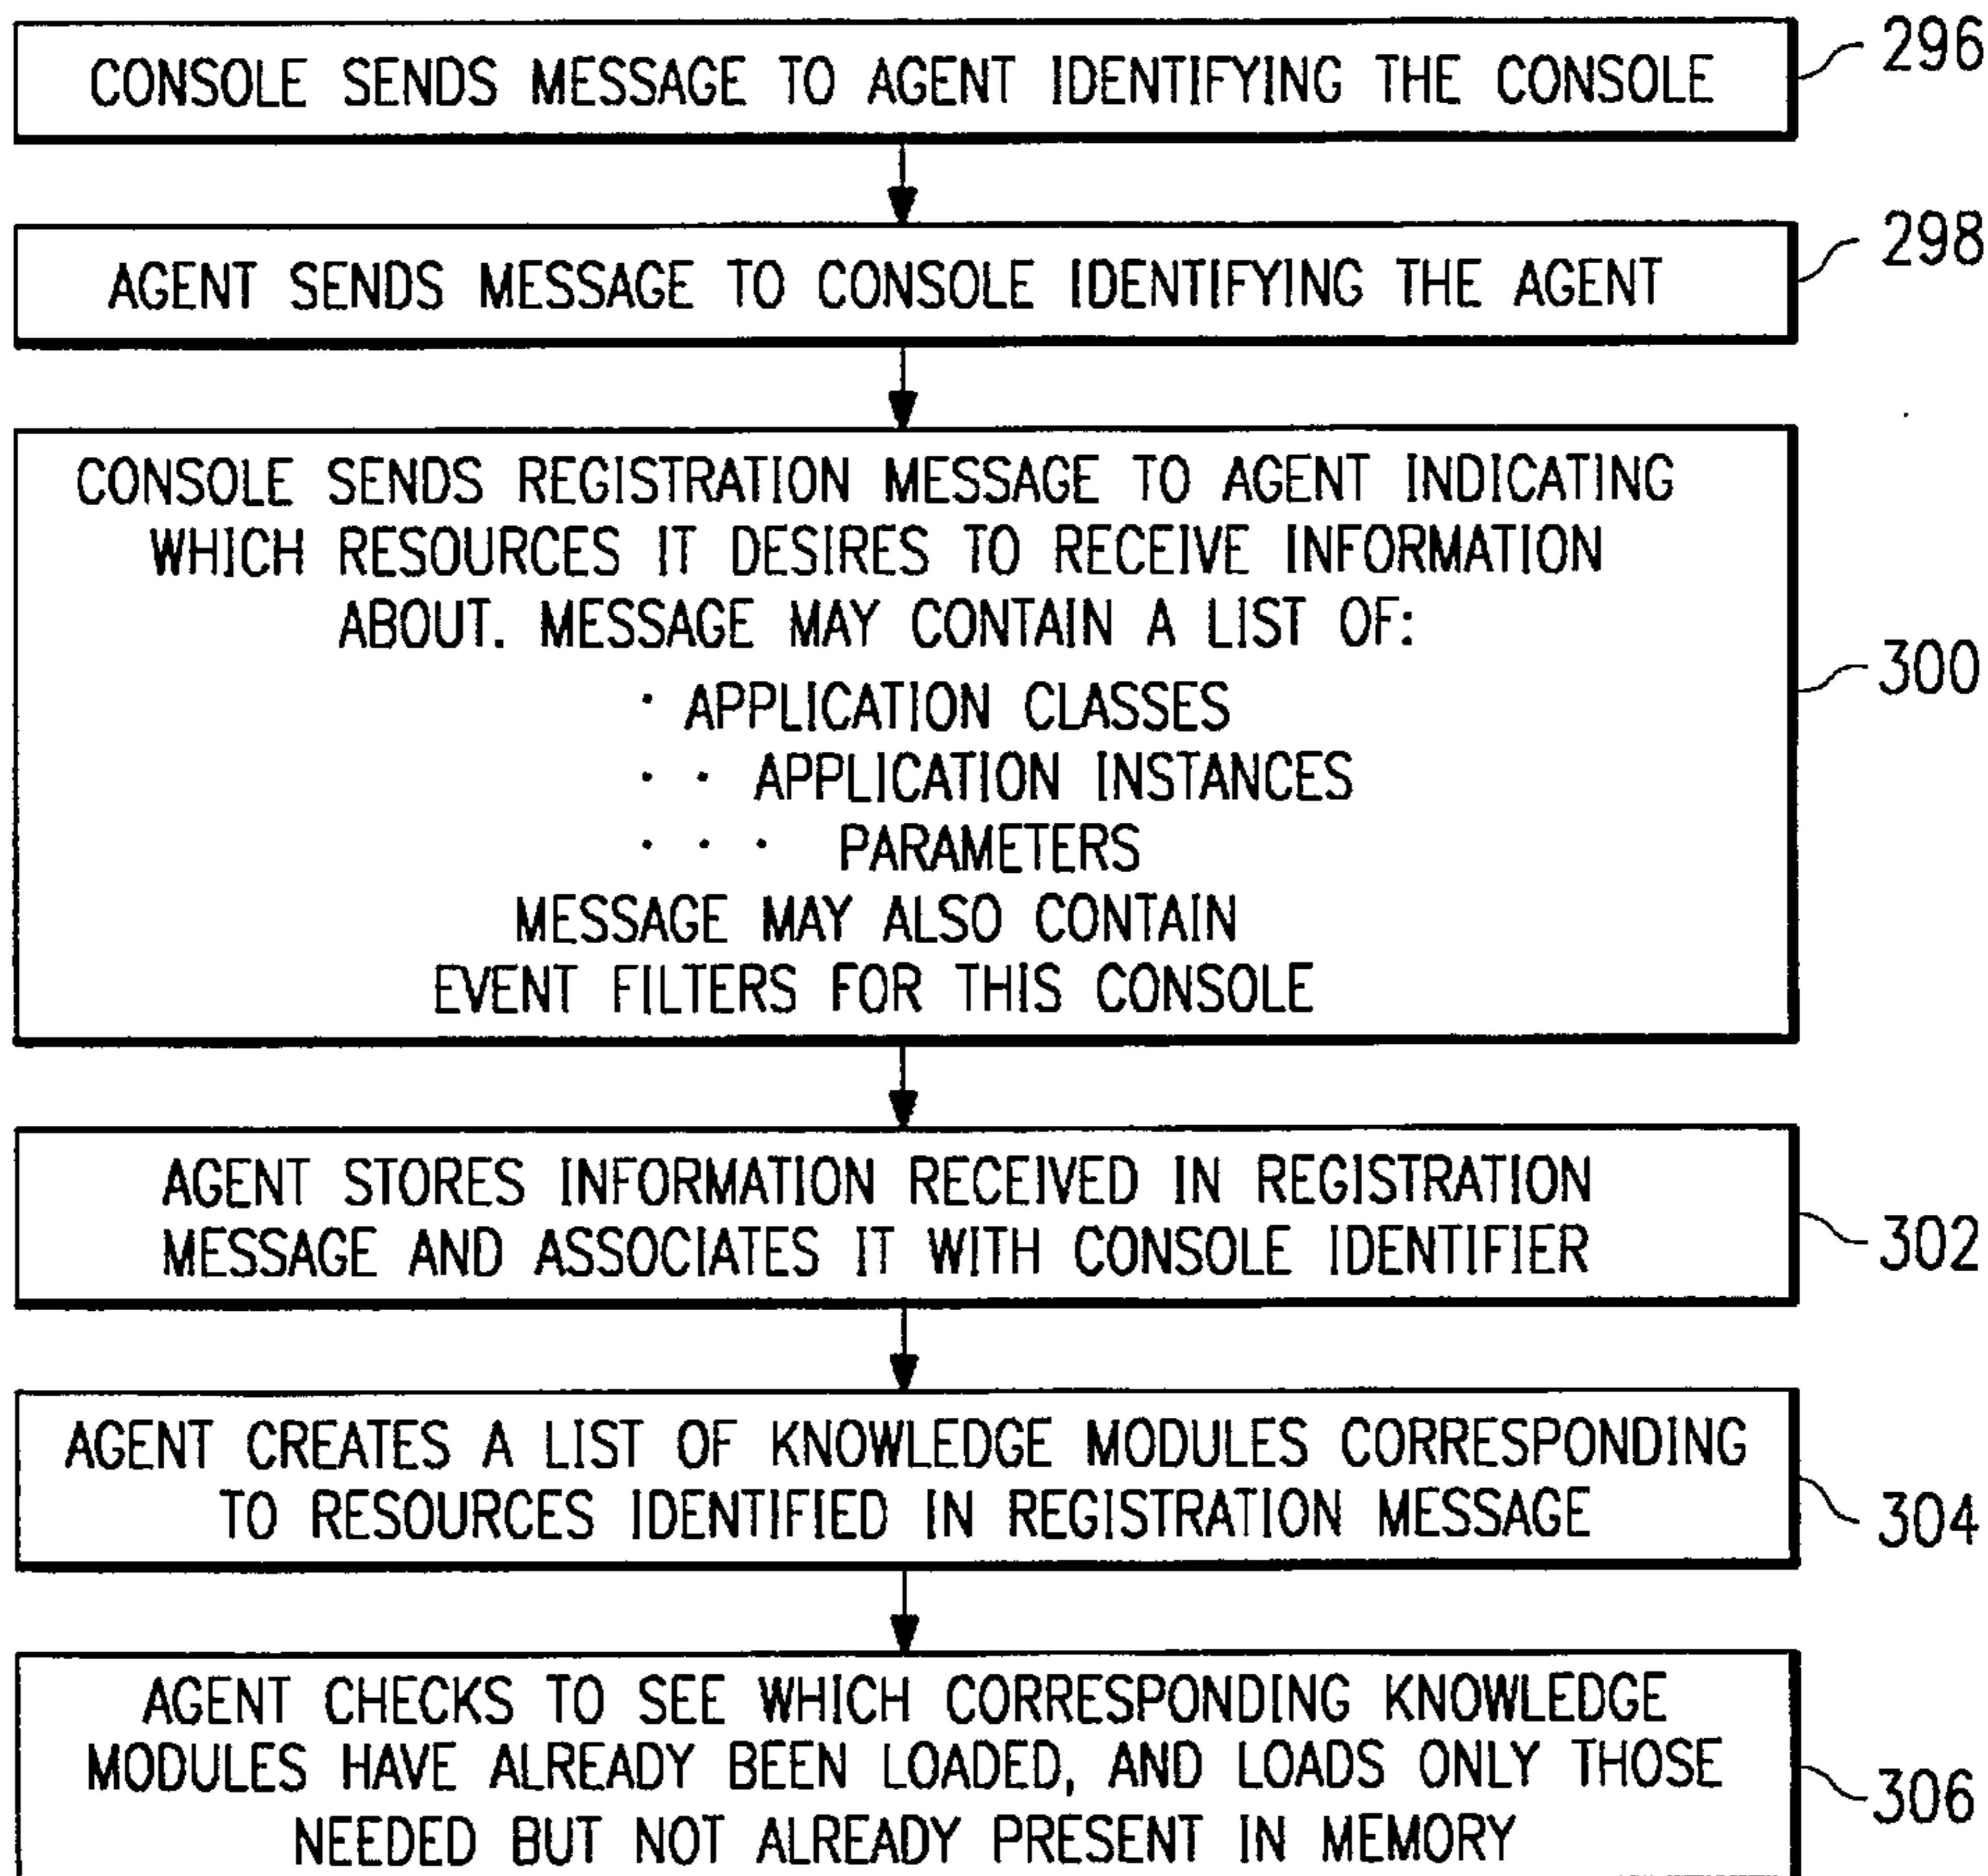 CONSOLE SENDS MESSAGE TO AGENT IDENTIFYING THE CONSOLE
296
AGENT SENDS MESSAGE TO CONSOLE IDENTIFYING THE AGENT
298
CONSOLE SENDS REGISTRATION MESSAGE TO AGENT INDICATING
WHICH RESOURCES IT DESIRES TO RECEIVE INFORMATION
ABOUT. MESSAGE MAY CONTAIN A LIST OF:
· APPLICATION CLASSES
· · APPLICATION INSTANCES
· · · PARAMETERS
MESSAGE MAY ALSO CONTAIN
EVENT FILTERS FOR THIS CONSOLE
300
AGENT STORES INFORMATION RECEIVED IN REGISTRATION
MESSAGE AND ASSOCIATES IT WITH CONSOLE IDENTIFIER
302
AGENT CREATES A LIST OF KNOWLEDGE MODULES CORRESPONDING
TO RESOURCES IDENTIFIED IN REGISTRATION MESSAGE
304
AGENT CHECKS TO SEE WHICH CORRESPONDING KNOWLEDGE
MODULES HAVE ALREADY BEEN LOADED, AND LOADS ONLY THOSE
NEEDED BUT NOT ALREADY PRESENT IN MEMORY
306